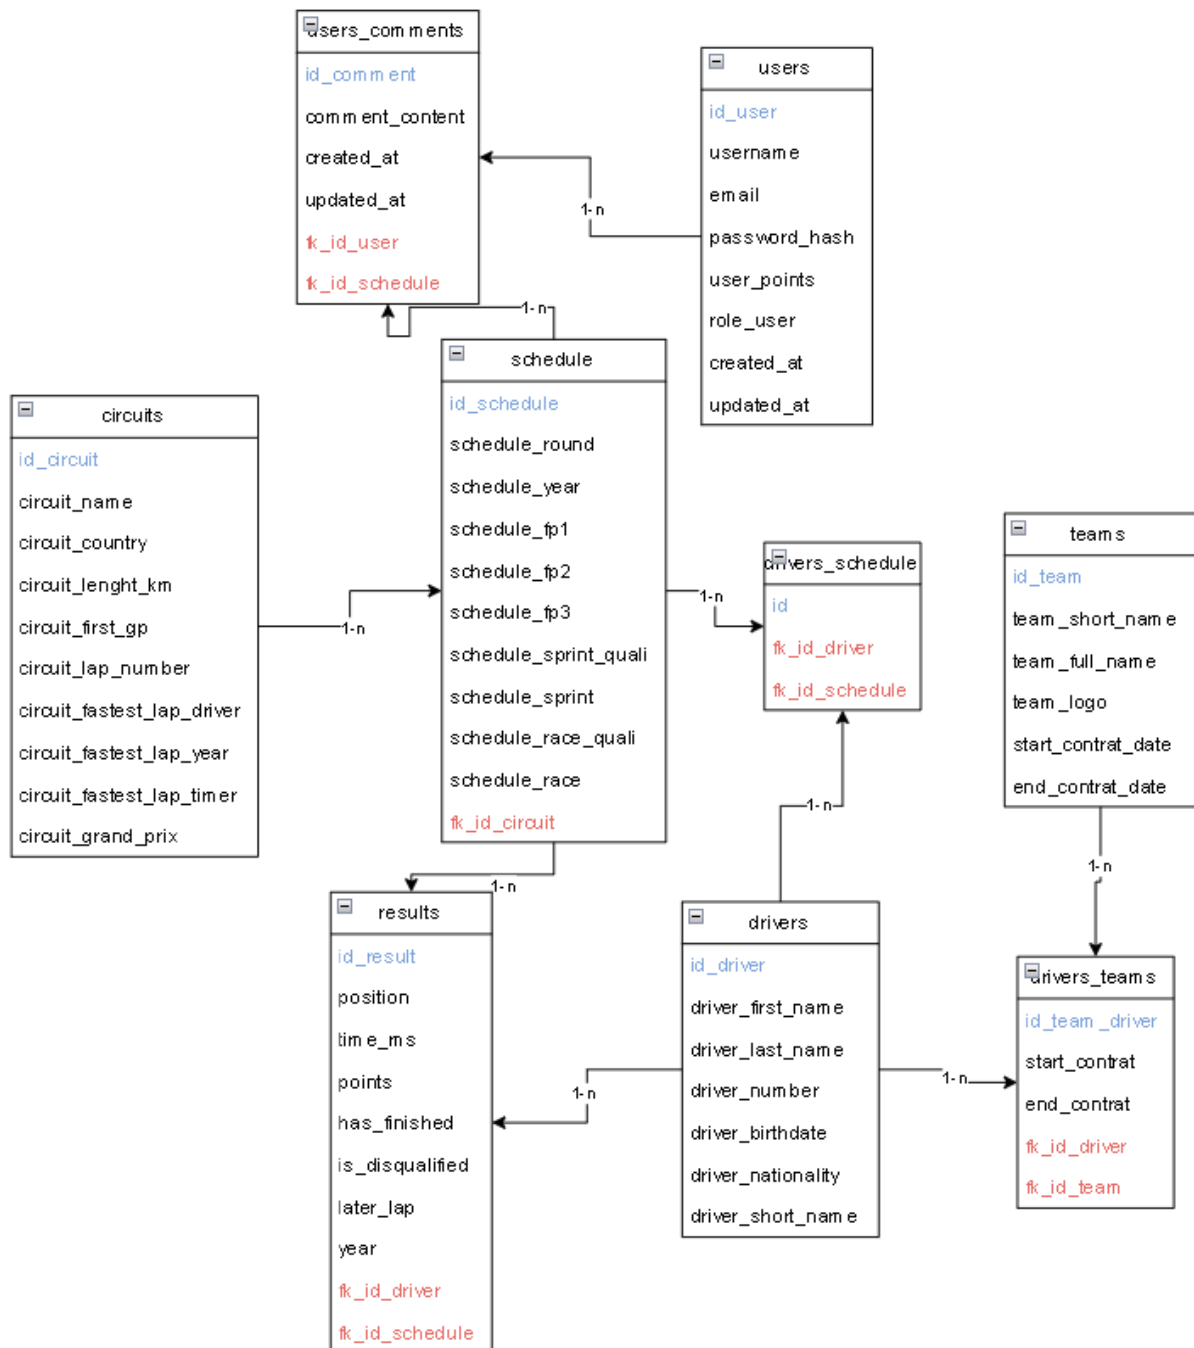 users_comments
id_comment
comment_content
created_at
updated_at
fk_id_user
fk_id_schedule
users
id_user
username
email
password_hash
user_points
role_user
created_at
updated_at
1-n
1-n
schedule
id_schedule
schedule_round
schedule_year
schedule_fp1
schedule_fp2
schedule_fp3
schedule_sprint_quali
schedule_sprint
schedule_race_quali
schedule_race
fk_id_circuit
circuits
id_circuit
circuit_name
circuit_country
circuit_lenght_km
circuit_first_gp
circuit_lap_number
circuit_fastest_lap_driver
circuit_fastest_lap_year
circuit_fastest_lap_timer
circuit_grand_prix
1-n
1-n
drivers_schedule
id
fk_id_driver
fk_id_schedule
teams
id_team
team_short_name
team_full_name
team_logo
start_contrat_date
end_contrat_date
1-n
1-n
1-n
results
id_result
position
time_ms
points
has_finished
is_disqualified
later_lap
year
fk_id_driver
fk_id_schedule
1-n
drivers
id_driver
driver_first_name
driver_last_name
driver_number
driver_birthdate
driver_nationality
driver_short_name
1-n
drivers_teams
id_team_driver
start_contrat
end_contrat
fk_id_driver
fk_id_team